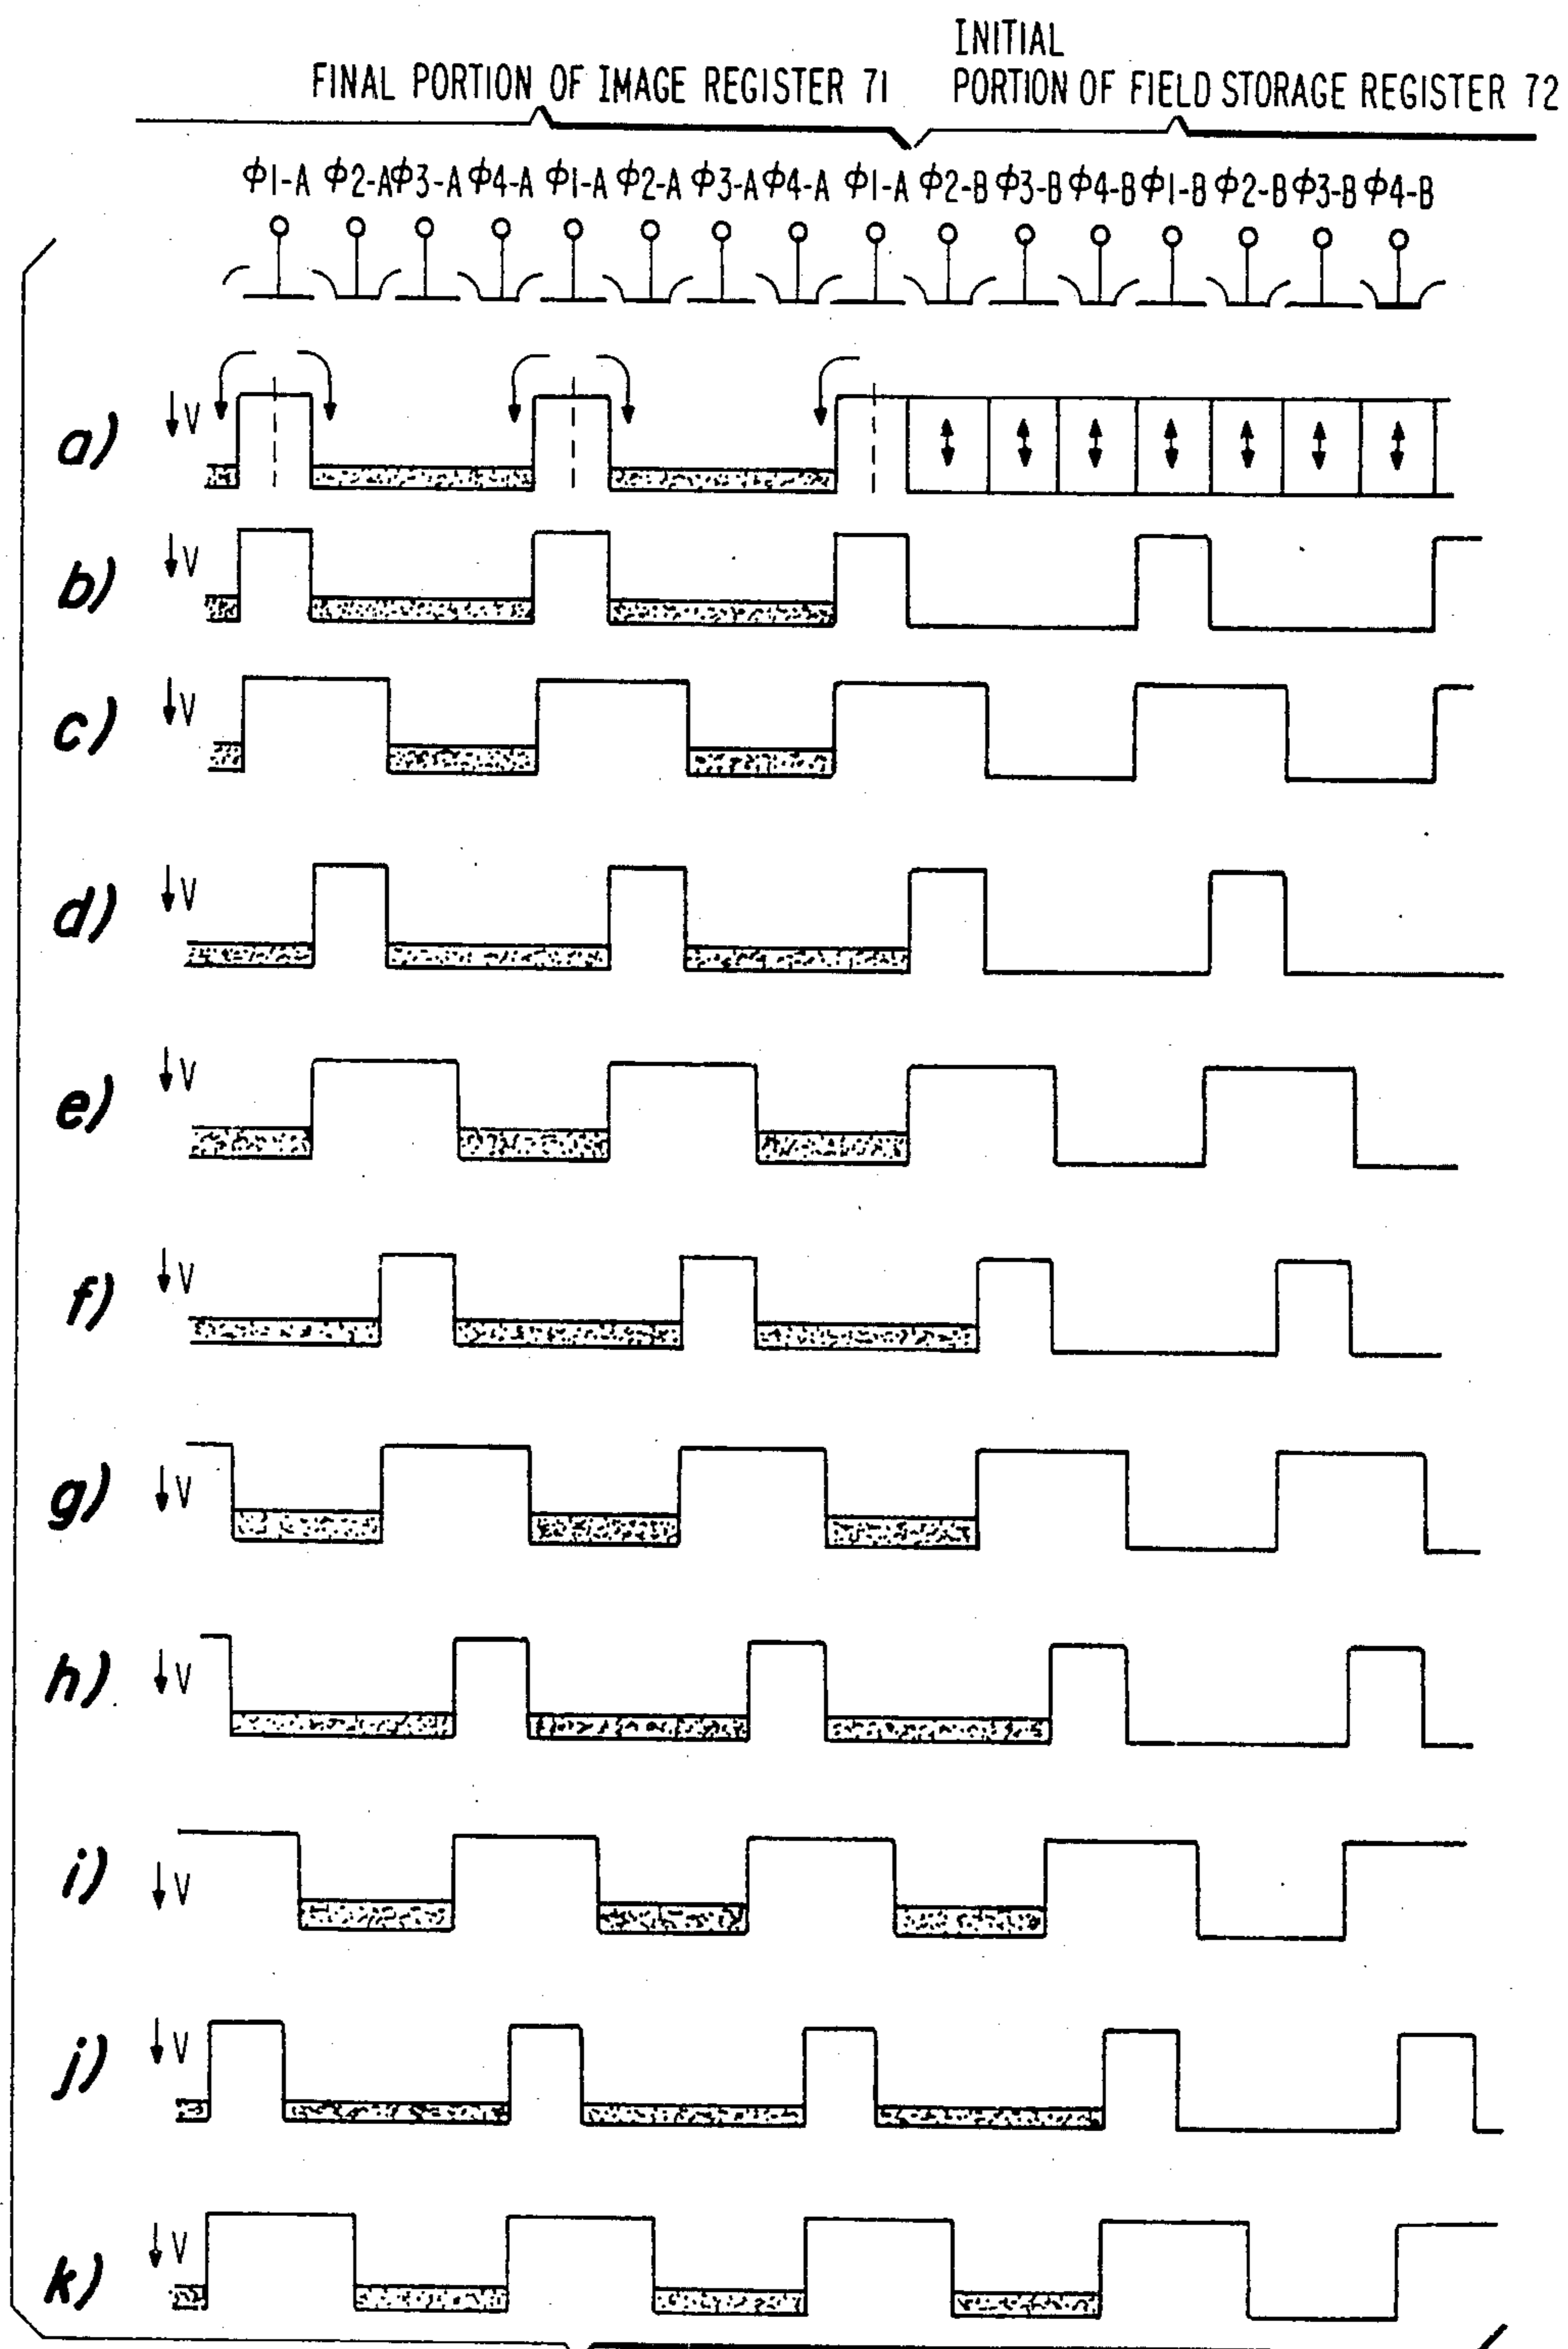 INITIAL
FINAL PORTION OF IMAGE REGISTER 71 PORTION OF FIELD STORAGE REGISTER 72
ϕ1-A ϕ2-A ϕ3-A ϕ4-A ϕ1-A ϕ2-A ϕ3-A ϕ4-A ϕ1-A ϕ2-B ϕ3-B ϕ4-B ϕ1-B ϕ2-B ϕ3-B ϕ4-B
a) V
b) V
c) V
d) V
e) V
f) V
g) V
h) V
i) V
j) V
k) V